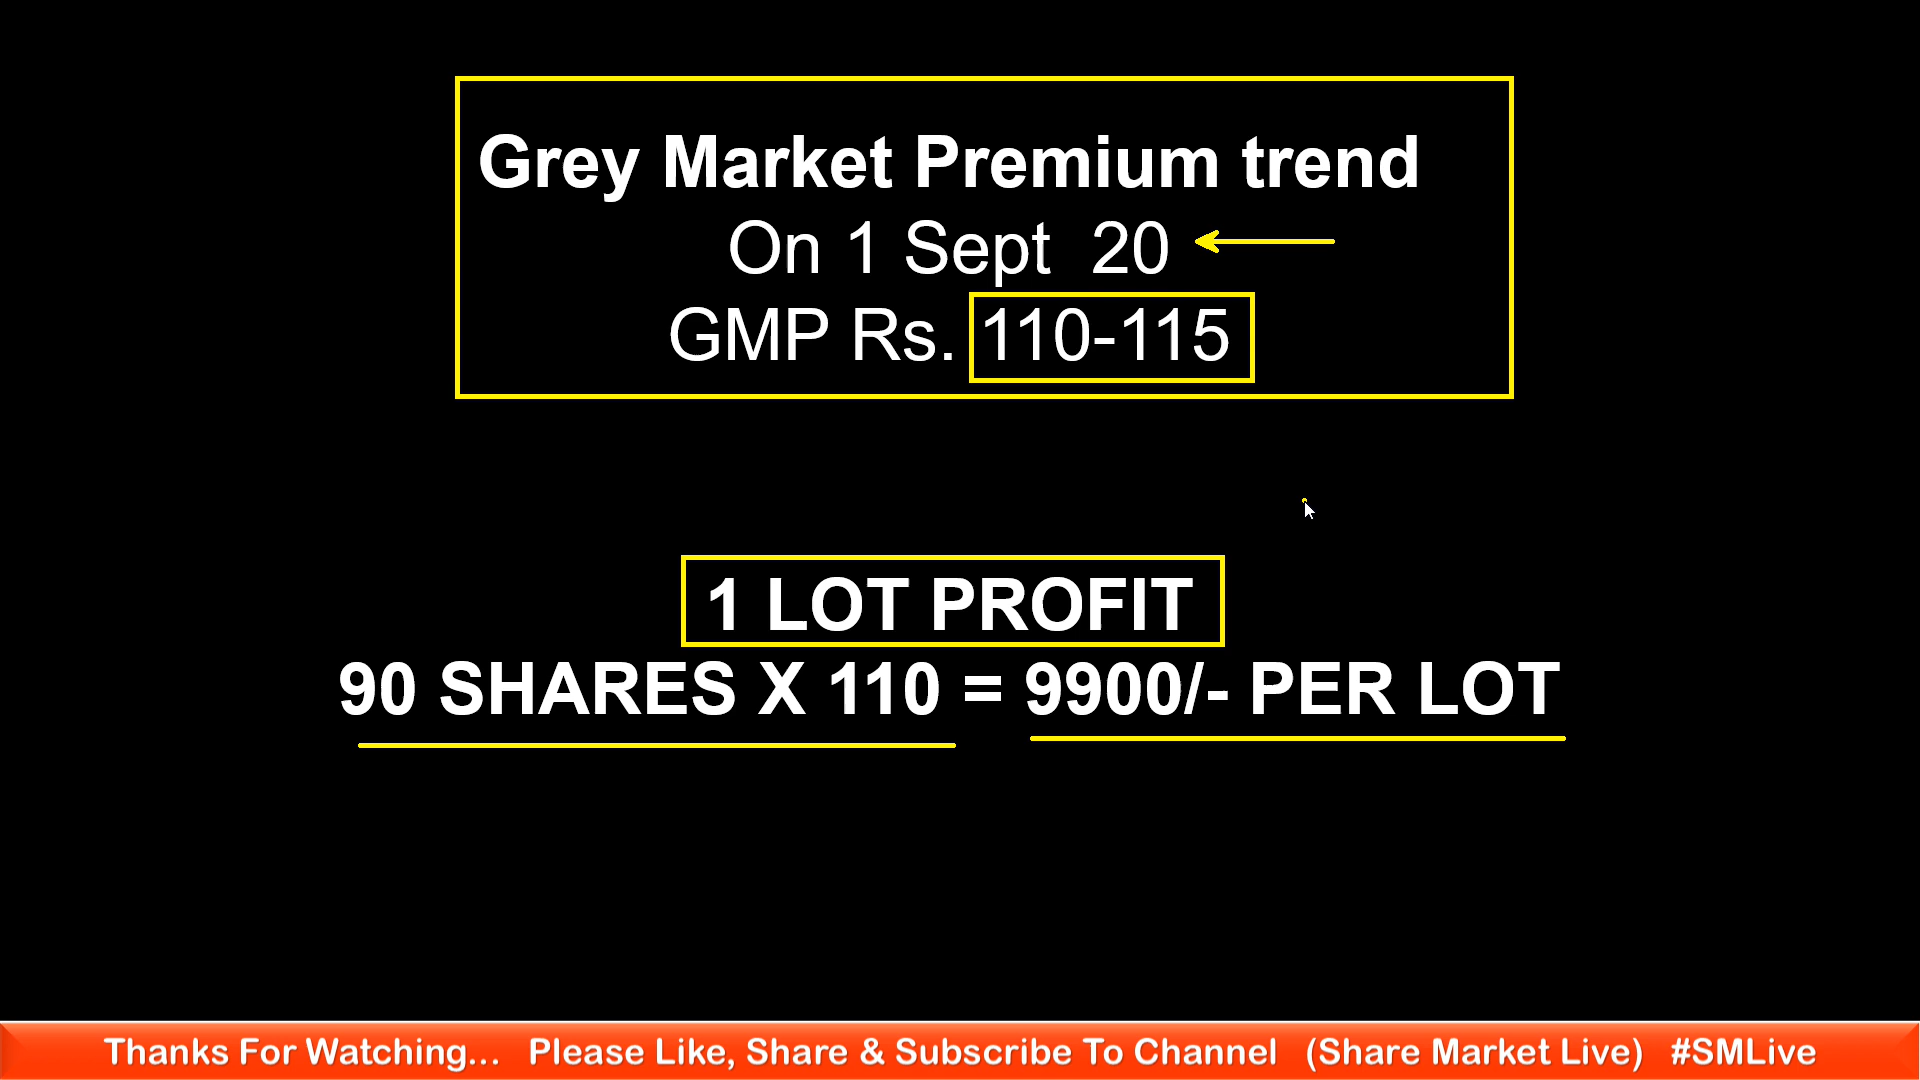 Grey Market Premium trend
On 1 Sept 20
GMP Rs. 110-115
1 LOT PROFIT
90 SHARES X 110 = 9900/- PER LOT
Thanks For Watching... Please Like, Share & Subscribe To Channel (Share Market Live) #SMLive